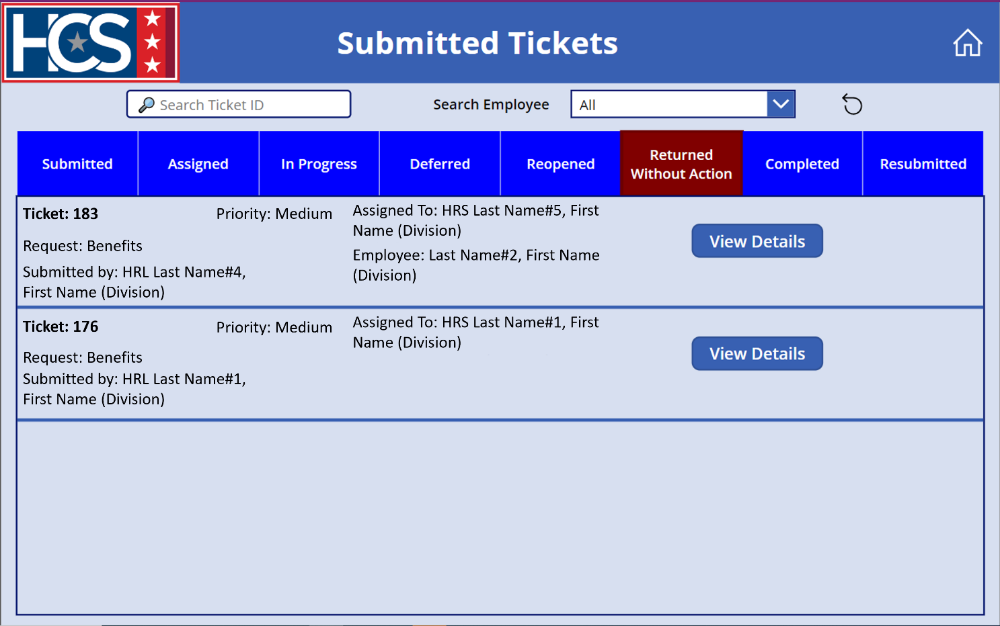 HCS
Submitted Tickets
Search Ticket ID
Search Employee
All
Submitted
Assigned
In Progress
Deferred
Reopened
Returned
Without Action
Completed
Resubmitted
Ticket: 183
Priority: Medium
Assigned To: HRS Last Name#5, First
Name (Division)
Request: Benefits
Employee: Last Name#2, First Name
(Division)
Submitted by: HRL Last Name#4,
First Name (Division)
View Details
Ticket: 176
Priority: Medium
Assigned To: HRS Last Name#1, First
Name (Division)
Request: Benefits
Submitted by: HRL Last Name#1,
First Name (Division)
View Details